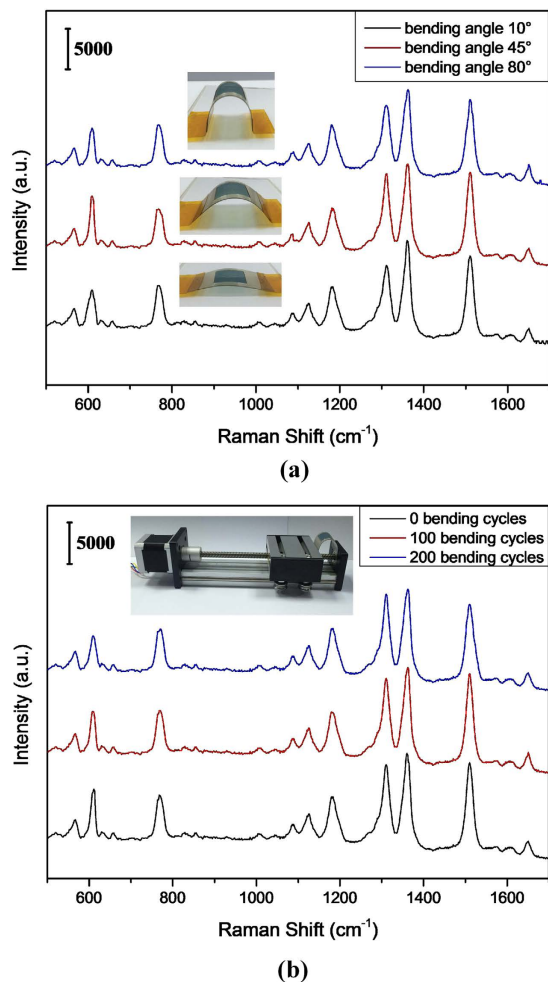 5000
bending angle 10°
bending angle 45°
bending angle 80°
Intensity (a.u.)
600 800 1000 1200 1400 1600
Raman Shift (cm⁻¹)
(a)
5000
0 bending cycles
100 bending cycles
200 bending cycles
Intensity (a.u.)
600 800 1000 1200 1400 1600
Raman Shift (cm⁻¹)
(b)